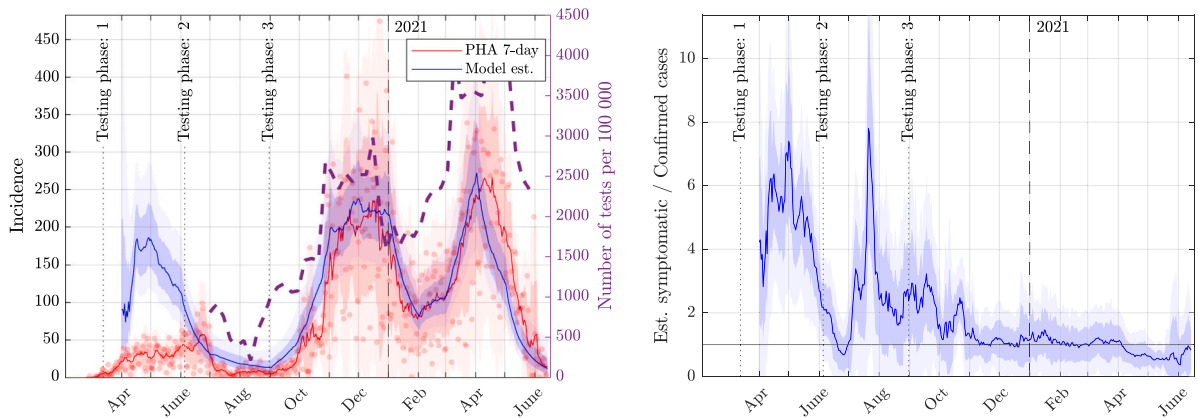 Incidence
450
400
350
300
250
200
150
100
50
0
Testing phase: 1
Testing phase: 2
Testing phase: 3
2021
PHA 7-day
Model est.
4500
4000
3500
3000
2500
2000
1500
1000
500
0
Number of tests per 100 000
Apr
June
Aug
Oct
Dec
Feb
Apr
June
Est. symptomatic / Confirmed cases
10
8
6
4
2
0
Testing phase: 1
Testing phase: 2
Testing phase: 3
2021
Apr
June
Aug
Oct
Dec
Feb
Apr
June